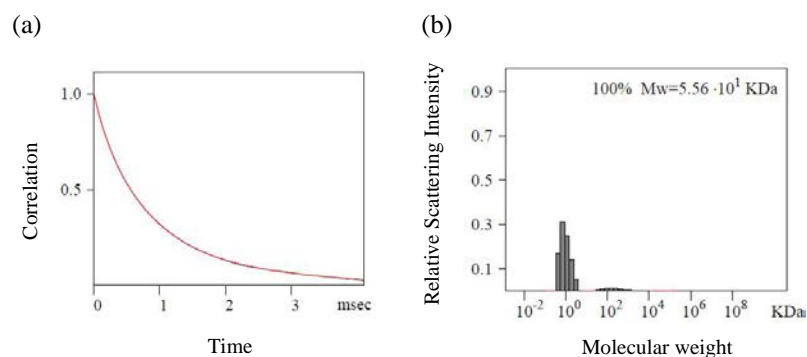 (a)
Correlation
1.0
0.5
0 1 2 3 msec
Time
(b)
Relative Scattering Intensity
100% Mw=5.56 ·10¹ KDa
0.9
0.7
0.5
0.3
0.1
10⁻² 10⁰ 10² 10⁴ 10⁶ 10⁸ KDa
Molecular weight